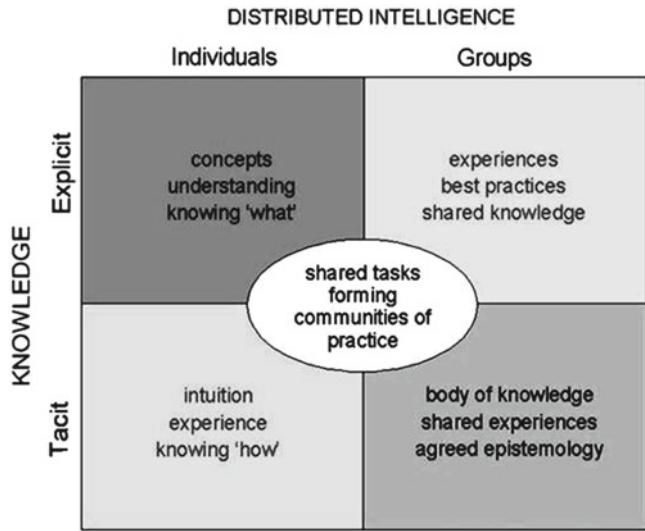 DISTRIBUTED INTELLIGENCE
Individuals
Groups
KNOWLEDGE
Explicit
concepts
understanding
knowing ‘what’
experiences
best practices
shared knowledge
shared tasks
forming
communities of
practice
Tacit
intuition
experience
knowing ‘how’
body of knowledge
shared experiences
agreed epistemology